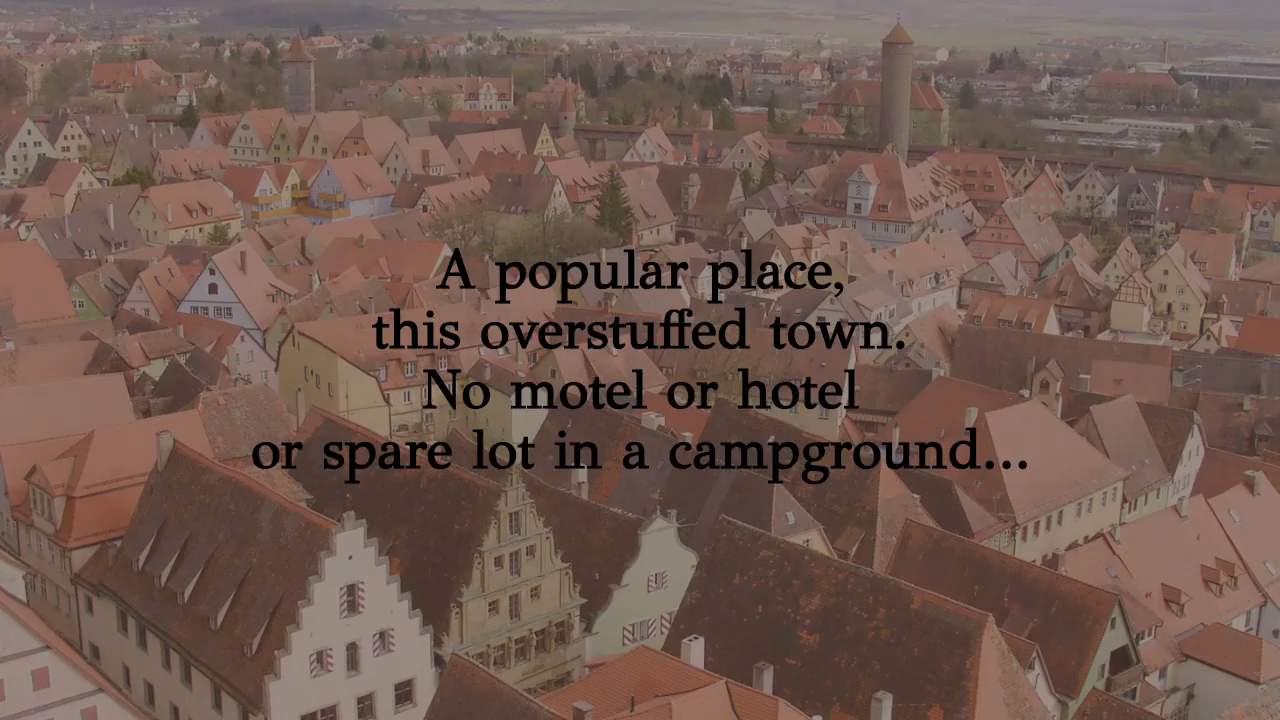 A popular place,
this overstuffed town.
No motel or hotel
or spare lot in a campground...